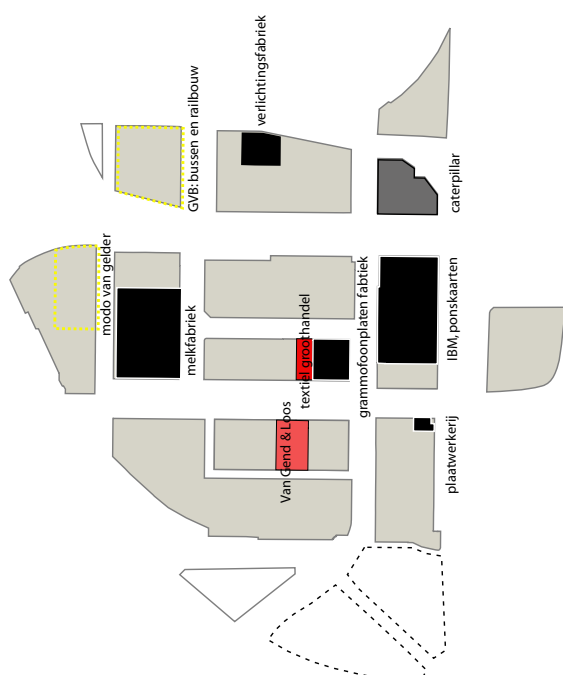 verlichtingsfabriek
GVB: bussen en railbouw
caterpillar
modo van gelder
melkfabriek
textiel groothandel
grammofoonplaten fabtiek
IBM, ponskaarten
Van Gend & Loos
plaatwerkerij